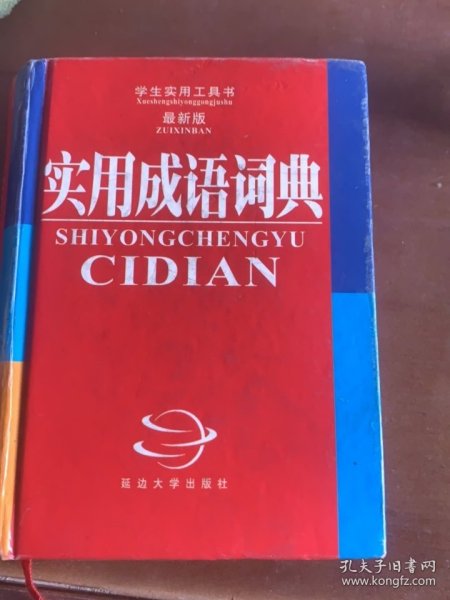 学生实用工具书
Xueshengshiyonggongjushu
最新版
ZUIXINBAN
实用成语词典
SHIYONGCHENGYU
CIDIAN
延边大学出版社
孔夫子旧书网
www.kongfz.com